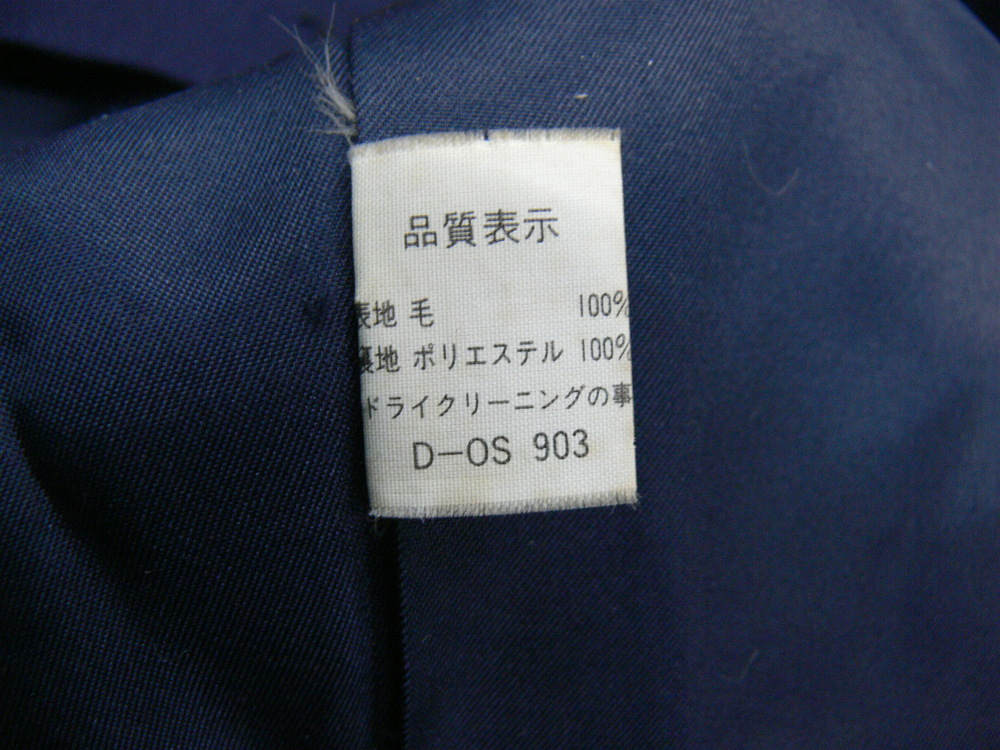 品質表示
表地 毛 100%
裏地 ポリエステル 100%
ドライクリーニングの事
D-OS 903